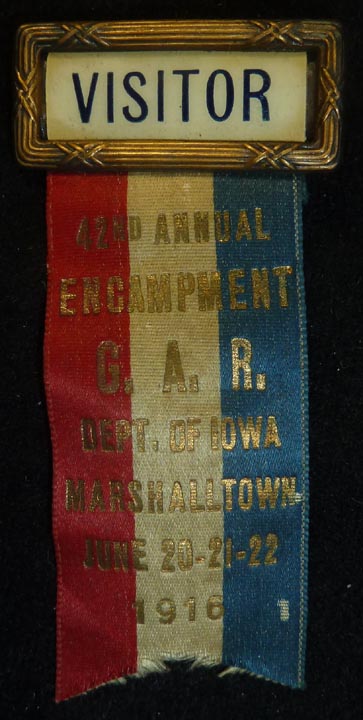 VISITOR
42ND ANNUAL
ENCAMPMENT
G. A. R.
DEPT. OF IOWA
MARSHALLTOWN
JUNE 20-21-22
1916